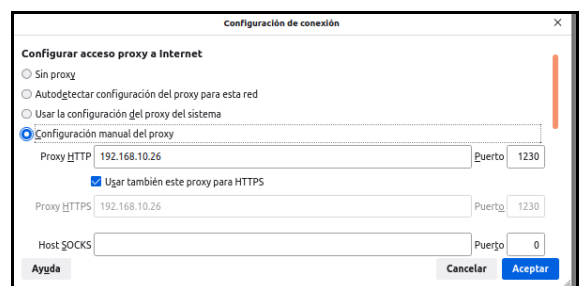 Configuración de conexión
Configurar acceso proxy a Internet
Sin proxy
Autodetectar configuración del proxy para esta red
Usar la configuración del proxy del sistema
Configuración manual del proxy
Proxy HTTP 192.168.10.26 Puerto 1230
Usar también este proxy para HTTPS
Proxy HTTPS 192.168.10.26 Puerto 1230
Host SOCKS Puerto 0
Ayuda Cancelar Aceptar